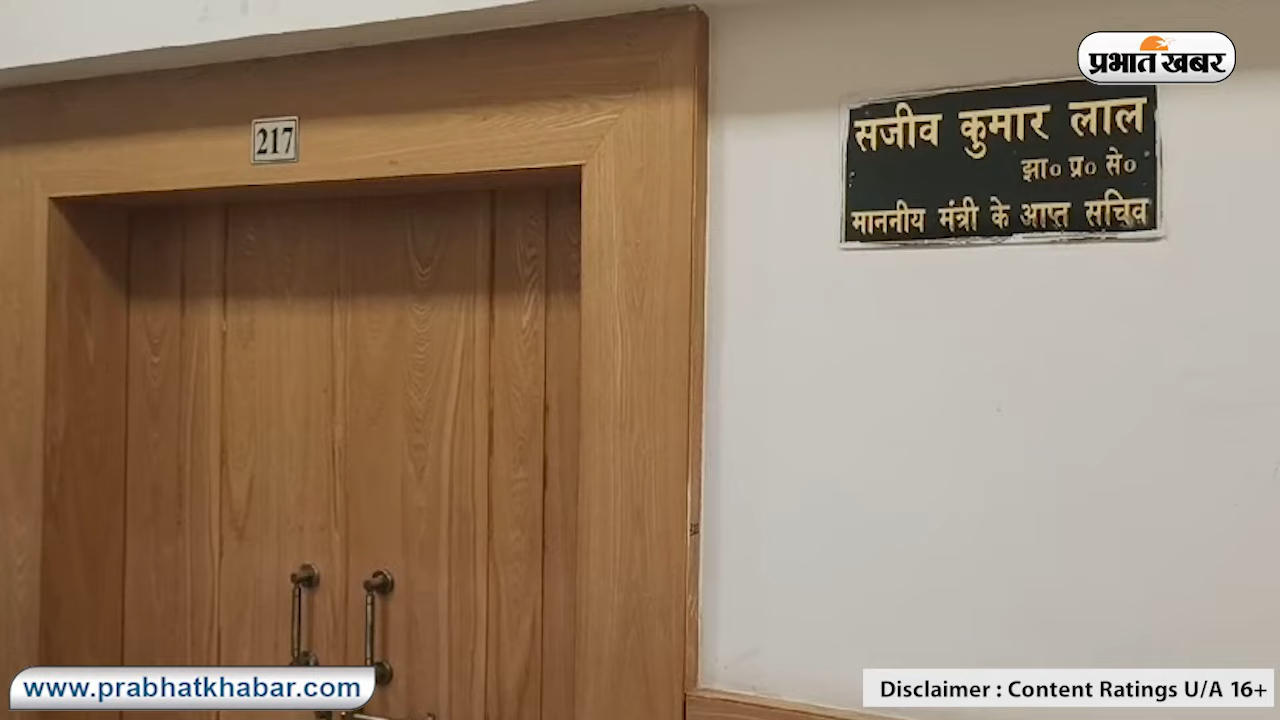 प्रभात खबर
217
सजीव कुमार लाल
झा० प्र० से०
माननीय मंत्री के आप्त सचिव
www.prabhatkhabar.com
Disclaimer : Content Ratings U/A 16+